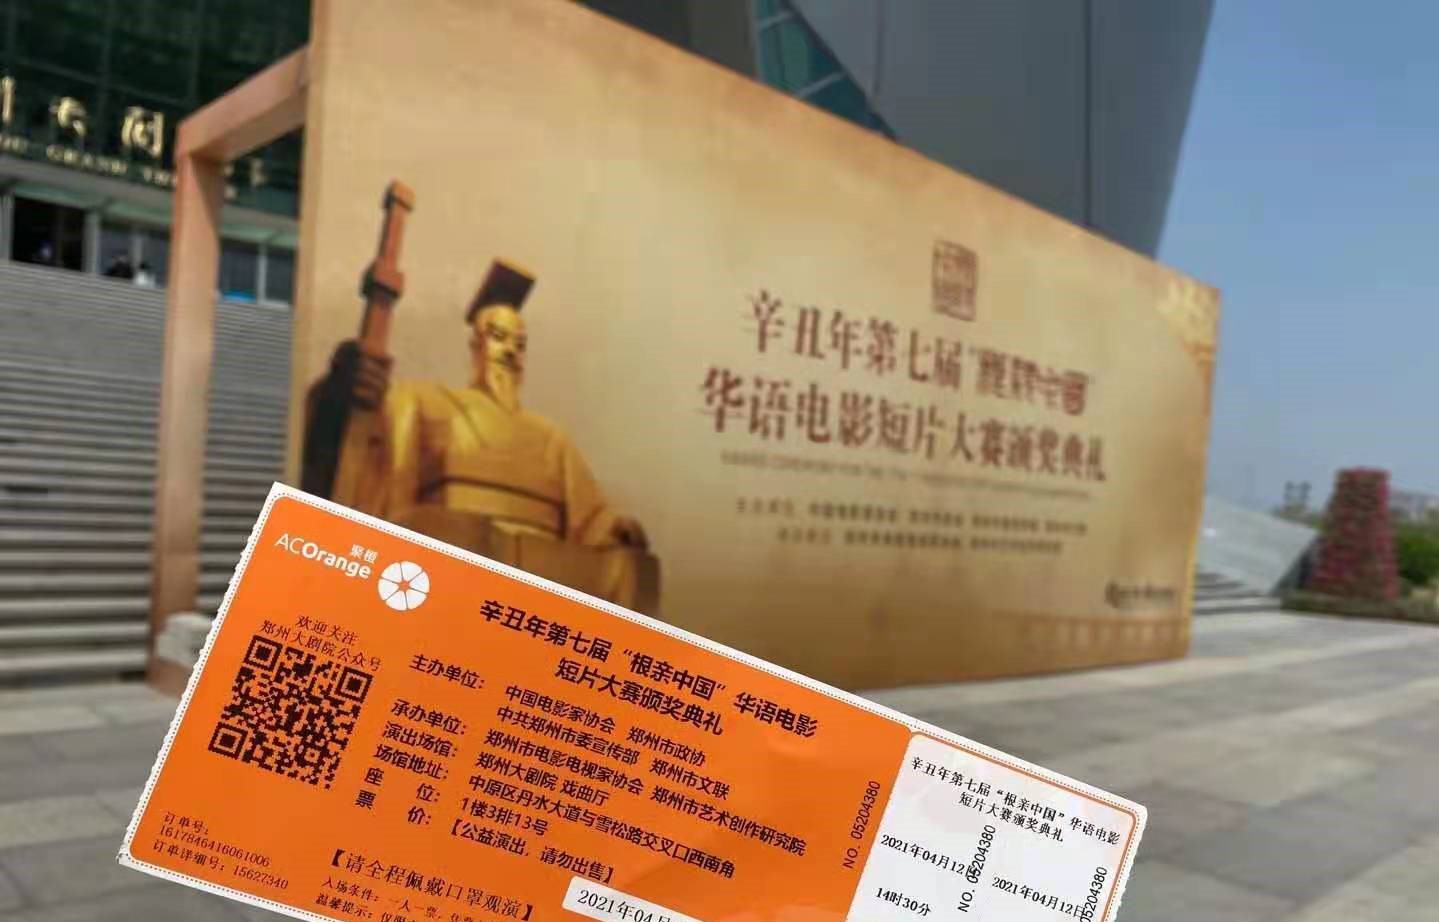 辛丑年第七届“根亲中国”
华语电影短片大赛颁奖典礼
聚橙
ACOrange
欢迎关注
郑州大剧院公众号
辛丑年第七届“根亲中国”华语电影
短片大赛颁奖典礼
主办单位： 中国电影家协会 郑州市政协
中共郑州市委宣传部 郑州市文联
承办单位： 郑州市电影电视家协会 郑州市艺术创作研究院
演出场馆： 郑州大剧院 戏曲厅
场馆地址： 中原区丹水大道与雪松路交叉口西南角
座 位： 1楼3排13号
票 价： 【公益演出，请勿出售】
订单号：
1617846416061006
订单详细号：15627340
【请全程佩戴口罩观演】
入场条件：一人一票，
温馨提示：
2021年04月
NO. 05204380
辛丑年第七届“根亲中国”华语电影
短片大赛颁奖典礼
2021年04月12日
14时30分
NO. 05204380
2021年04月12日
05204380